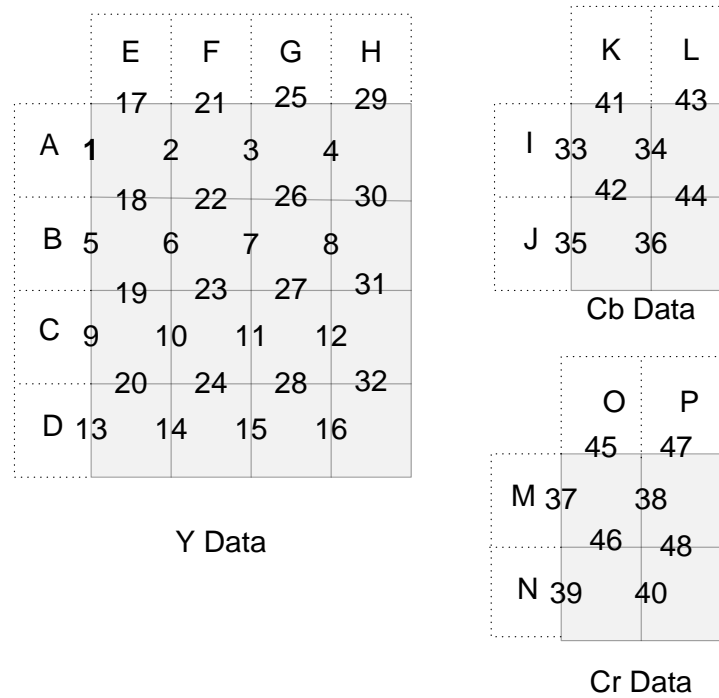 E F G H
17 21 25 29
A 1 2 3 4
18 22 26 30
B 5 6 7 8
19 23 27 31
C 9 10 11 12
20 24 28 32
D 13 14 15 16
Y Data
K L
41 43
I 33 34
42 44
J 35 36
Cb Data
O P
45 47
M 37 38
46 48
N 39 40
Cr Data